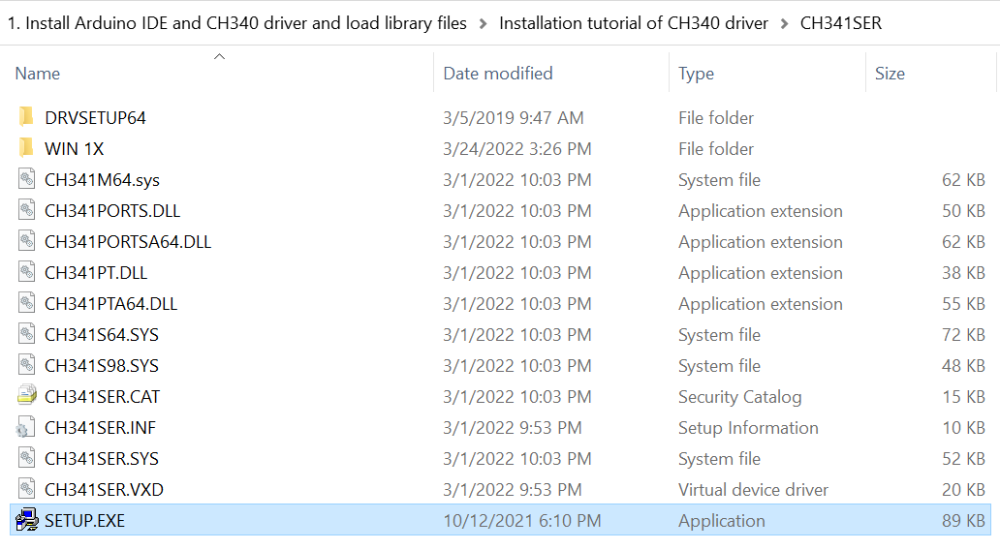 1. Install Arduino IDE and CH340 driver and load library files > Installation tutorial of CH340 driver > CH341SER
Name Date modified Type Size
DRVSETUP64 3/5/2019 9:47 AM File folder
WIN 1X 3/24/2022 3:26 PM File folder
CH341M64.sys 3/1/2022 10:03 PM System file 62 KB
CH341PORTS.DLL 3/1/2022 10:03 PM Application extension 50 KB
CH341PORTSA64.DLL 3/1/2022 10:03 PM Application extension 62 KB
CH341PT.DLL 3/1/2022 10:03 PM Application extension 38 KB
CH341PTA64.DLL 3/1/2022 10:03 PM Application extension 55 KB
CH341S64.SYS 3/1/2022 10:03 PM System file 72 KB
CH341S98.SYS 3/1/2022 10:03 PM System file 48 KB
CH341SER.CAT 3/1/2022 10:03 PM Security Catalog 15 KB
CH341SER.INF 3/1/2022 9:53 PM Setup Information 10 KB
CH341SER.SYS 3/1/2022 10:03 PM System file 52 KB
CH341SER.VXD 3/1/2022 9:53 PM Virtual device driver 20 KB
SETUP.EXE 10/12/2021 6:10 PM Application 89 KB